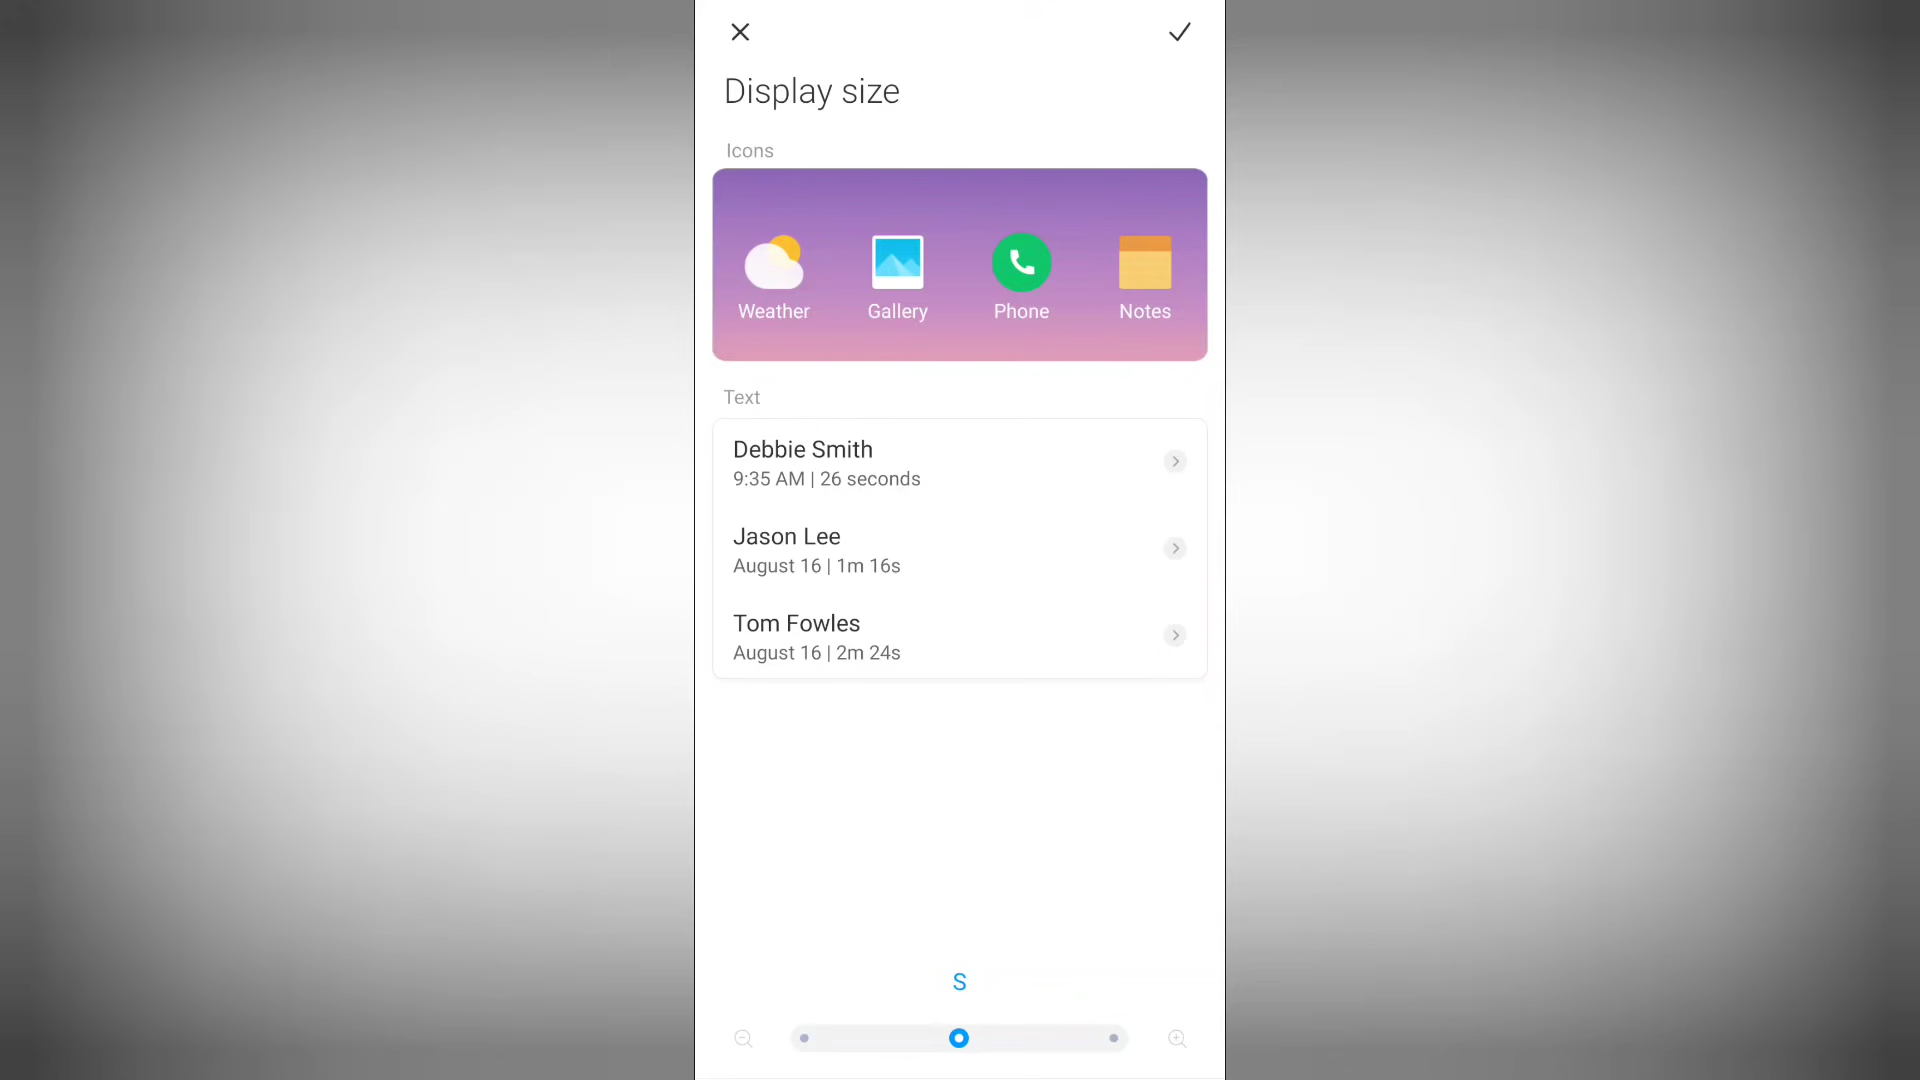 Display size
Icons
Weather Gallery Phone Notes
Text
Debbie Smith
9:35 AM | 26 seconds
Jason Lee
August 16 | 1m 16s
Tom Fowles
August 16 | 2m 24s
S